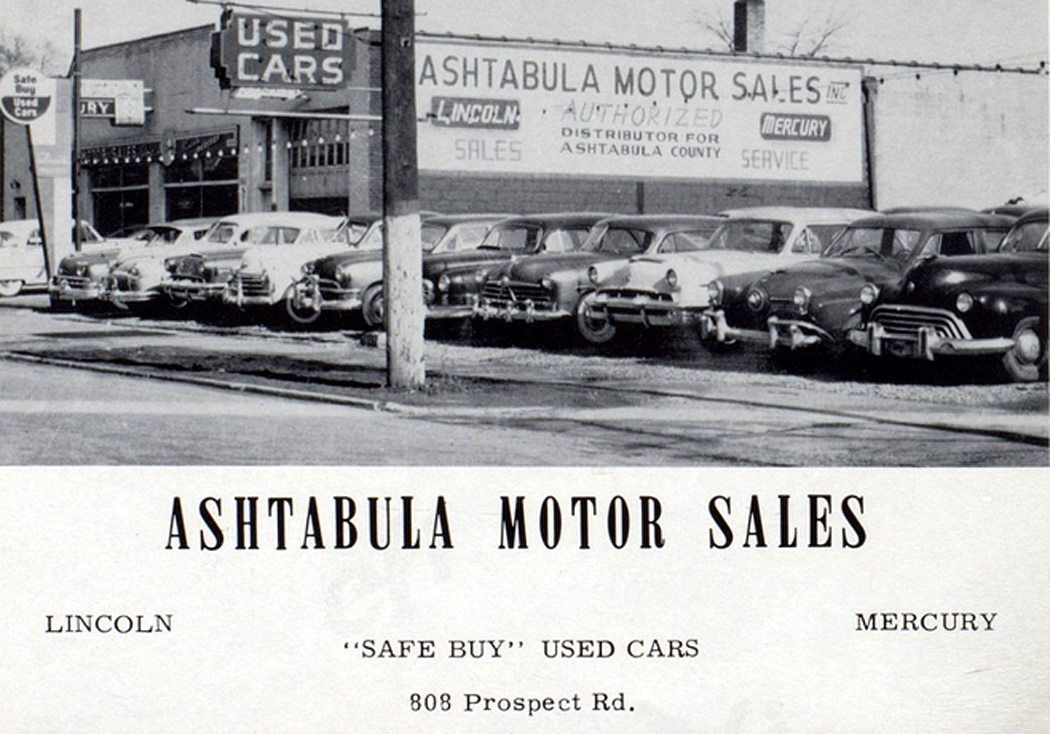 USED
CARS
Safe
Buy
Used
Cars
URY
ASHTABULA MOTOR SALES INC
LINCOLN AUTHORIZED MERCURY
DISTRIBUTOR FOR
SALES ASHTABULA COUNTY SERVICE
ASHTABULA MOTOR SALES
LINCOLN MERCURY
“SAFE BUY” USED CARS
808 Prospect Rd.